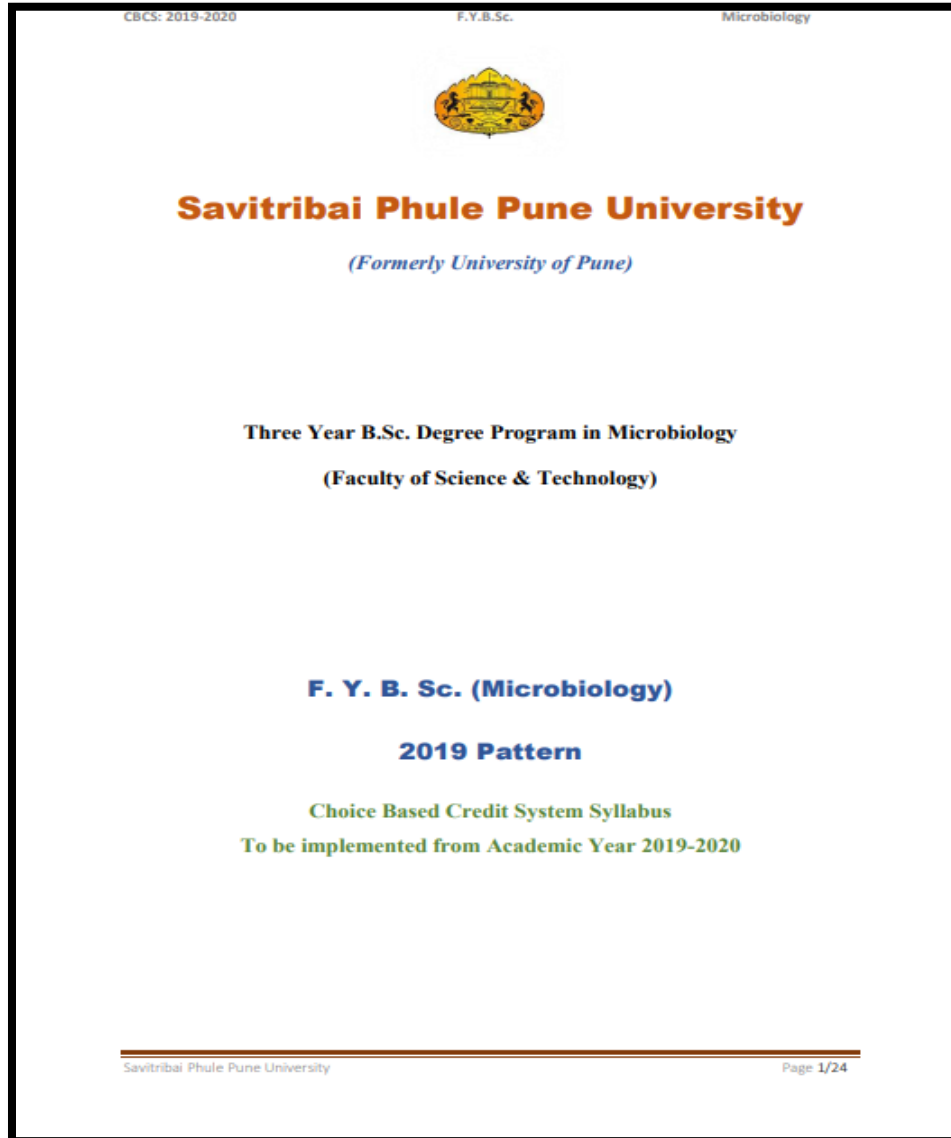 CBCS: 2019-2020 F.Y.B.Sc. Microbiology
Savitribai Phule Pune University
(Formerly University of Pune)
Three Year B.Sc. Degree Program in Microbiology
(Faculty of Science & Technology)
F. Y. B. Sc. (Microbiology)
2019 Pattern
Choice Based Credit System Syllabus
To be implemented from Academic Year 2019-2020
Savitribai Phule Pune University Page 1/24